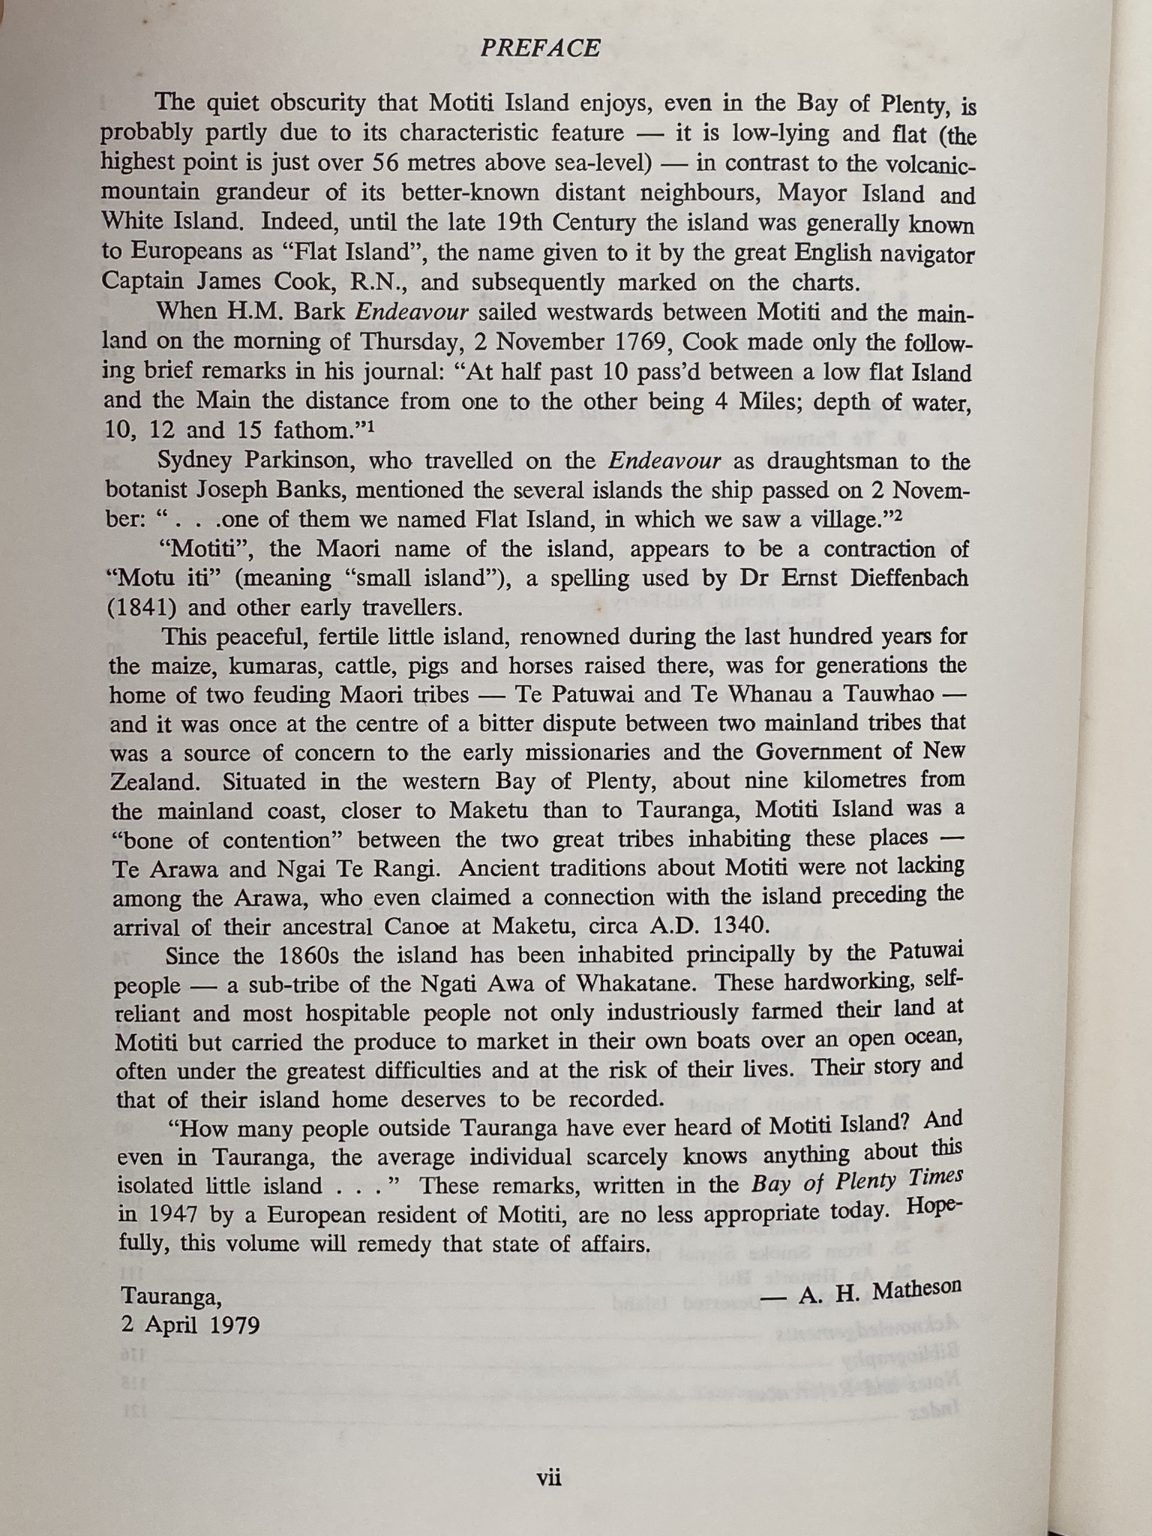 PREFACE
The quiet obscurity that Motiti Island enjoys, even in the Bay of Plenty, is
probably partly due to its characteristic feature — it is low-lying and flat (the
highest point is just over 56 metres above sea-level) — in contrast to the volcanic-
mountain grandeur of its better-known distant neighbours, Mayor Island and
White Island. Indeed, until the late 19th Century the island was generally known
to Europeans as “Flat Island”, the name given to it by the great English navigator
Captain James Cook, R.N., and subsequently marked on the charts.
When H.M. Bark Endeavour sailed westwards between Motiti and the main-
land on the morning of Thursday, 2 November 1769, Cook made only the follow-
ing brief remarks in his journal: “At half past 10 pass’d between a low flat Island
and the Main the distance from one to the other being 4 Miles; depth of water,
10, 12 and 15 fathom.”¹
Sydney Parkinson, who travelled on the Endeavour as draughtsman to the
botanist Joseph Banks, mentioned the several islands the ship passed on 2 Novem-
ber: “ . . .one of them we named Flat Island, in which we saw a village.”²
“Motiti”, the Maori name of the island, appears to be a contraction of
“Motu iti” (meaning “small island”), a spelling used by Dr Ernst Dieffenbach
(1841) and other early travellers.
This peaceful, fertile little island, renowned during the last hundred years for
the maize, kumaras, cattle, pigs and horses raised there, was for generations the
home of two feuding Maori tribes — Te Patuwai and Te Whanau a Tauwhao —
and it was once at the centre of a bitter dispute between two mainland tribes that
was a source of concern to the early missionaries and the Government of New
Zealand. Situated in the western Bay of Plenty, about nine kilometres from
the mainland coast, closer to Maketu than to Tauranga, Motiti Island was a
“bone of contention” between the two great tribes inhabiting these places —
Te Arawa and Ngai Te Rangi. Ancient traditions about Motiti were not lacking
among the Arawa, who even claimed a connection with the island preceding the
arrival of their ancestral Canoe at Maketu, circa A.D. 1340.
Since the 1860s the island has been inhabited principally by the Patuwai
people — a sub-tribe of the Ngati Awa of Whakatane. These hardworking, self-
reliant and most hospitable people not only industriously farmed their land at
Motiti but carried the produce to market in their own boats over an open ocean,
often under the greatest difficulties and at the risk of their lives. Their story and
that of their island home deserves to be recorded.
“How many people outside Tauranga have ever heard of Motiti Island? And
even in Tauranga, the average individual scarcely knows anything about this
isolated little island . . . ” These remarks, written in the Bay of Plenty Times
in 1947 by a European resident of Motiti, are no less appropriate today. Hope-
fully, this volume will remedy that state of affairs.
Tauranga, — A. H. Matheson
2 April 1979
vii